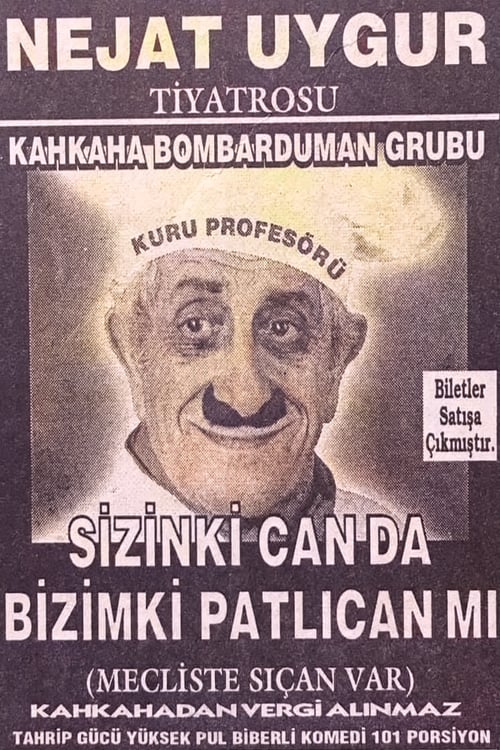 NEJAT UYGUR
TİYATROSU
KAHKAHA BOMBARDUMAN GRUBU
KURU PROFESÖRÜ
Biletler
Satışa
Çıkmıştır.
SİZİNKİ CAN DA
BİZİMKİ PATLICAN MI
(MECLİSTE SIÇAN VAR)
KAHKAHADAN VERGİ ALINMAZ
TAHRİP GÜCÜ YÜKSEK PUL BİBERLİ KOMEDİ 101 PORSİYON